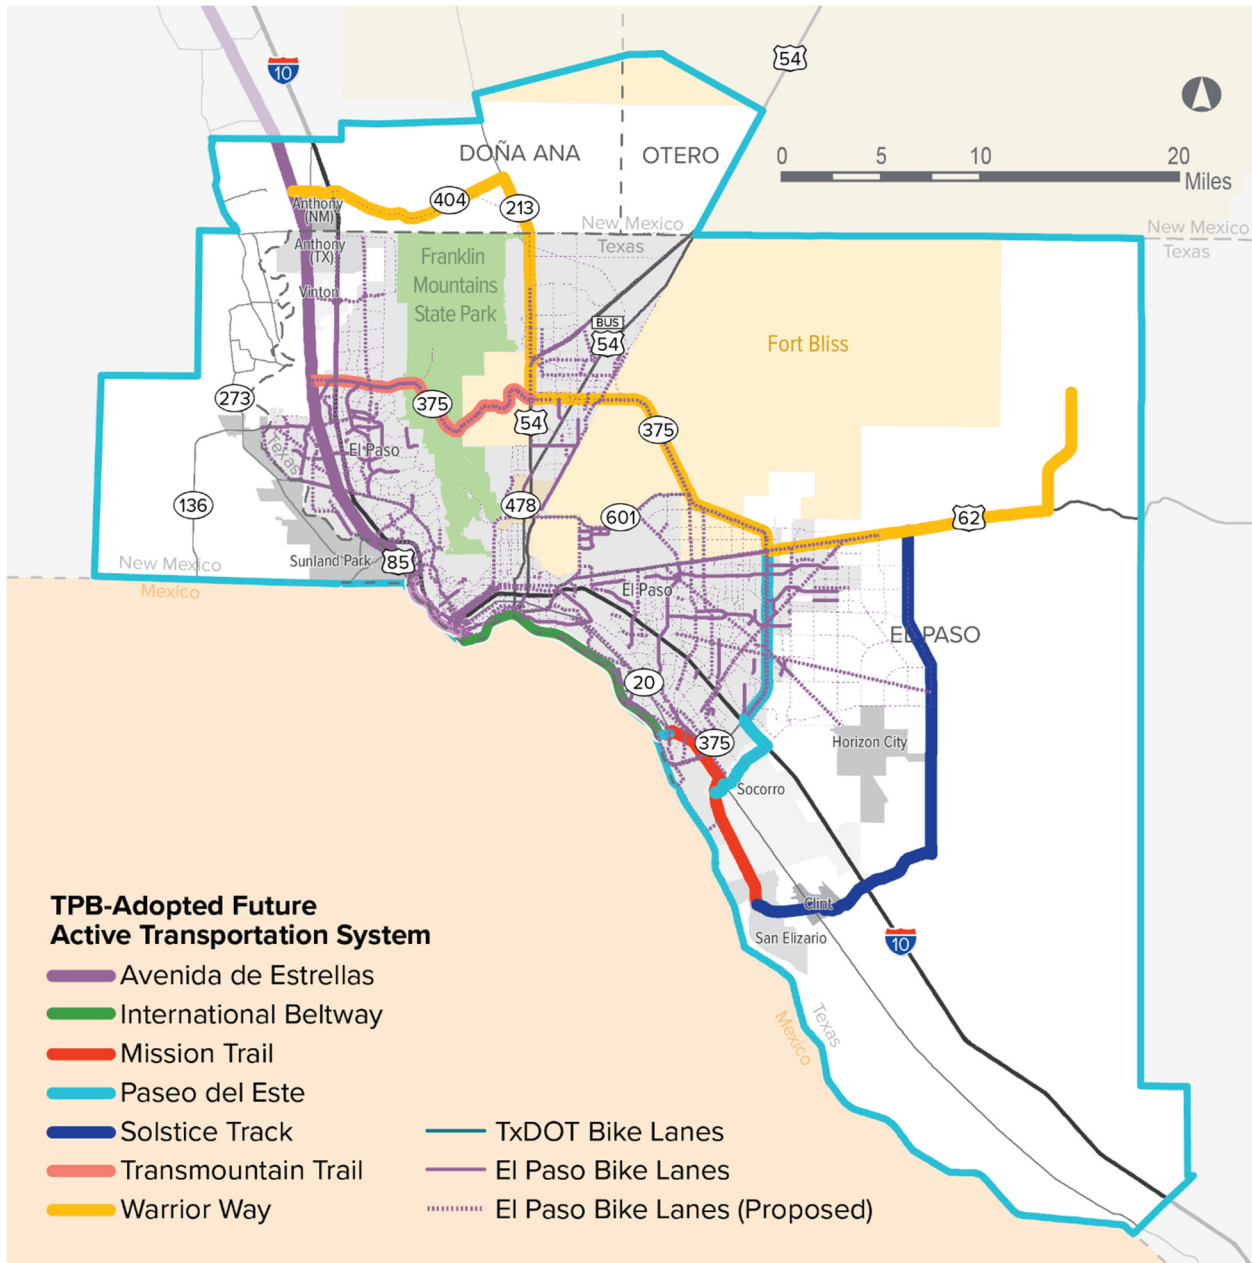 54
10
DOÑA ANA
OTERO
0 5 10 20
Miles
404
213
Anthony
(NM)
New Mexico
Texas
New Mexico
Texas
Anthony
(TX)
Franklin
Mountains
State Park
Vinton
BUS
54
Fort Bliss
273
375
54
375
Texas
El Paso
136
478
601
62
New Mexico
Mexico
Sunland Park
85
El Paso
EL PASO
20
375
Horizon City
Socorro
Clint
San Elizario
10
Texas
Mexico
TPB-Adopted Future
Active Transportation System
Avenida de Estrellas
International Beltway
Mission Trail
Paseo del Este
Solstice Track
Transmountain Trail
Warrior Way
TxDOT Bike Lanes
El Paso Bike Lanes
El Paso Bike Lanes (Proposed)